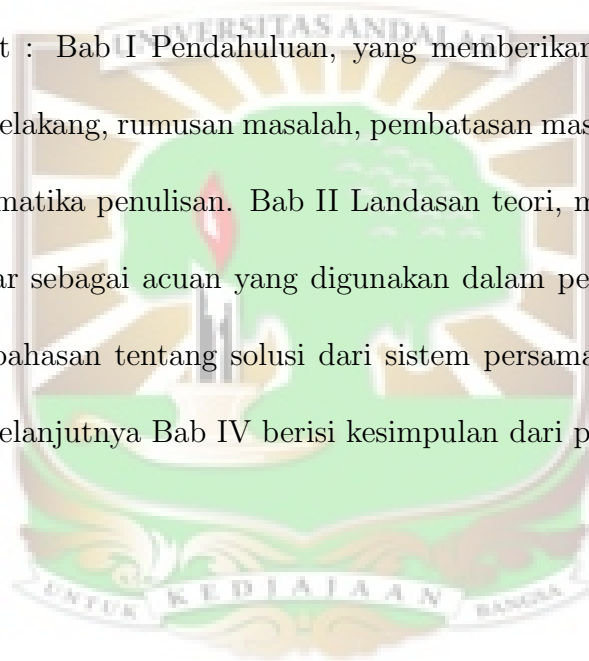 UNIVERSITAS ANDALAS
t : Bab I Pendahuluan, yang memberikan
elakang, rumusan masalah, pembatasan mas
matika penulisan. Bab II Landasan teori, m
ar sebagai acuan yang digunakan dalam pe
bahasan tentang solusi dari sistem persama
elanjutnya Bab IV berisi kesimpulan dari p
UNTUK KEDJAJAAN BANGSA